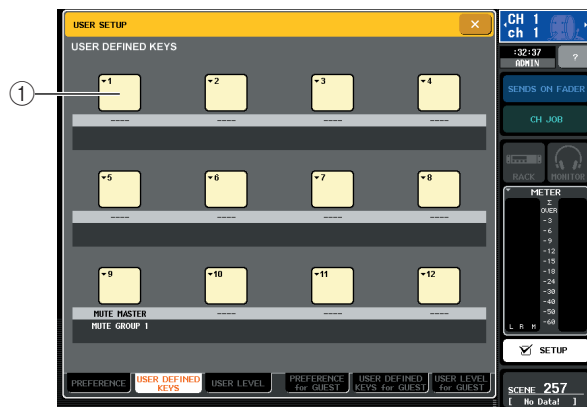 USER SETUP
×
USER DEFINED KEYS
1
1 2 3 4
---- ---- ---- ----
5 6 7 8
---- ---- ---- ----
9 10 11 12
MUTE MASTER ---- ---- ----
MUTE GROUP 1
PREFERENCE
USER DEFINED
KEYS
USER LEVEL
PREFERENCE
for GUEST
USER DEFINED
KEYS for GUEST
USER LEVEL
for GUEST
CH 1
ch 1
:32:37
ADMIN
?
SENDS ON FADER
CH JOB
RACK
MONITOR
METER
Σ
OVER
-3
-6
-9
-12
-15
-18
-24
-30
-40
-50
-60
L R M
SETUP
SCENE 257
[ No Data! ]